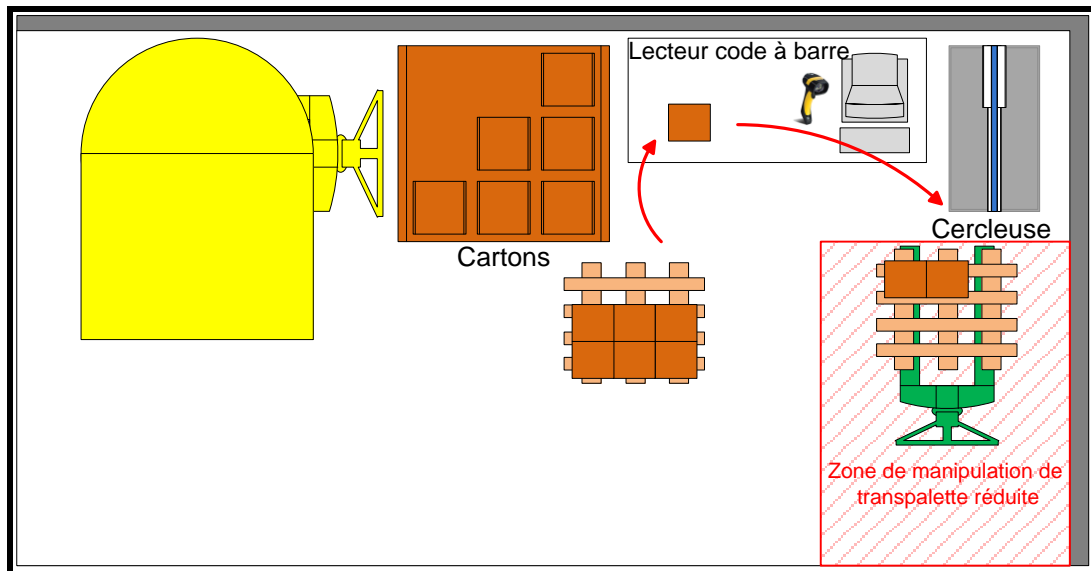 Lecteur code à barre
Cartons
Cercleuse
Zone de manipulation de
transpalette réduite